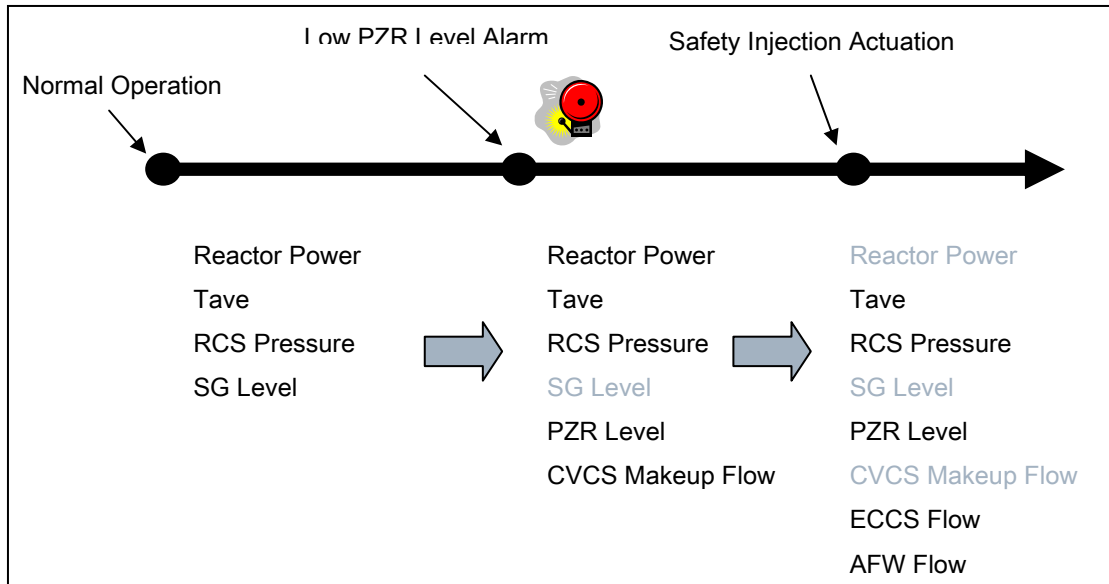 Low PZR Level Alarm
Safety Injection Actuation
Normal Operation
Reactor Power
Tave
RCS Pressure
SG Level
Reactor Power
Tave
RCS Pressure
SG Level
PZR Level
CVCS Makeup Flow
Reactor Power
Tave
RCS Pressure
SG Level
PZR Level
CVCS Makeup Flow
ECCS Flow
AFW Flow